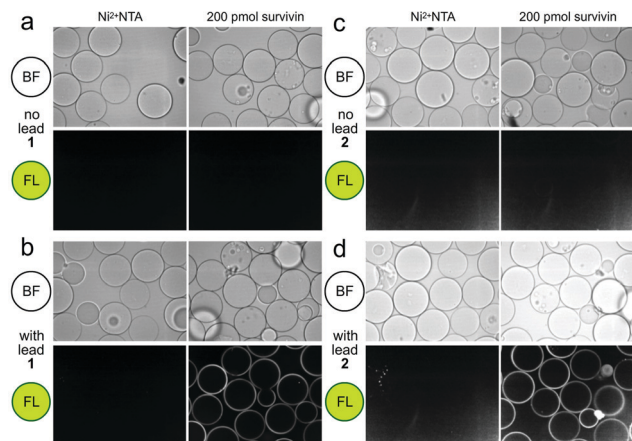 a
Ni²⁺NTA
200 pmol survivin
BF
no
lead
1
FL
c
Ni²⁺NTA
200 pmol survivin
BF
no
lead
2
FL
b
BF
with
lead
1
FL
d
BF
with
lead
2
FL